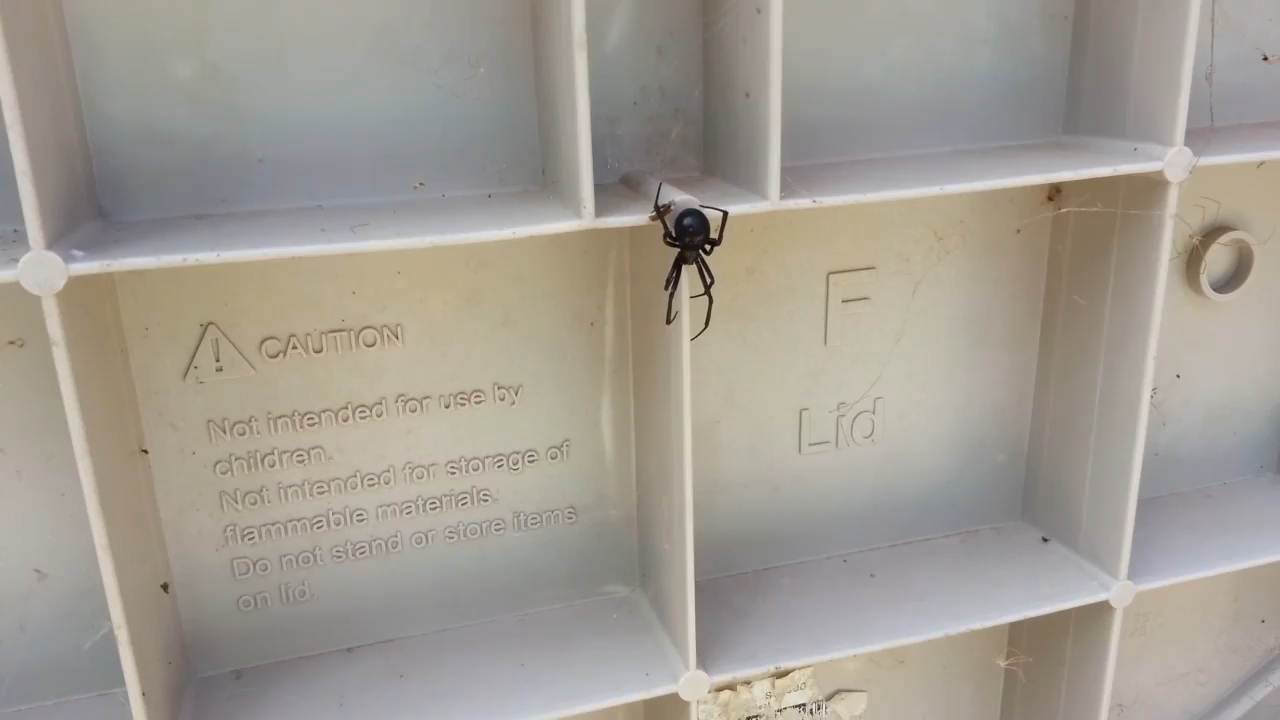 CAUTION
Not intended for use by
children.
Not intended for storage of
flammable materials.
Do not stand or store items
on lid.
F
Lid